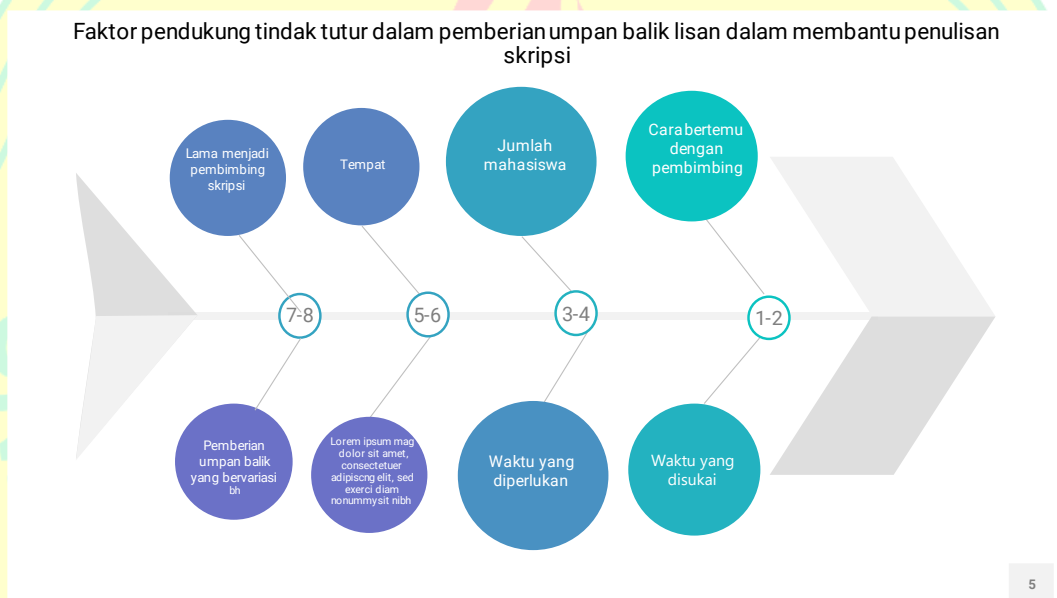 Faktor pendukung tindak tutur dalam pemberian umpan balik lisan dalam membantu penulisan
skripsi
Lama menjadi
pembimbing
skripsi
Tempat
Jumlah
mahasiswa
Cara bertemu
dengan
pembimbing
7-8
5-6
3-4
1-2
Pemberian
umpan balik
yang bervariasi
bh
Lorem ipsum mag
dolor sit amet,
consectetuer
adipiscng elit, sed
exerci diam
nonummysit nibh
Waktu yang
diperlukan
Waktu yang
disukai
5